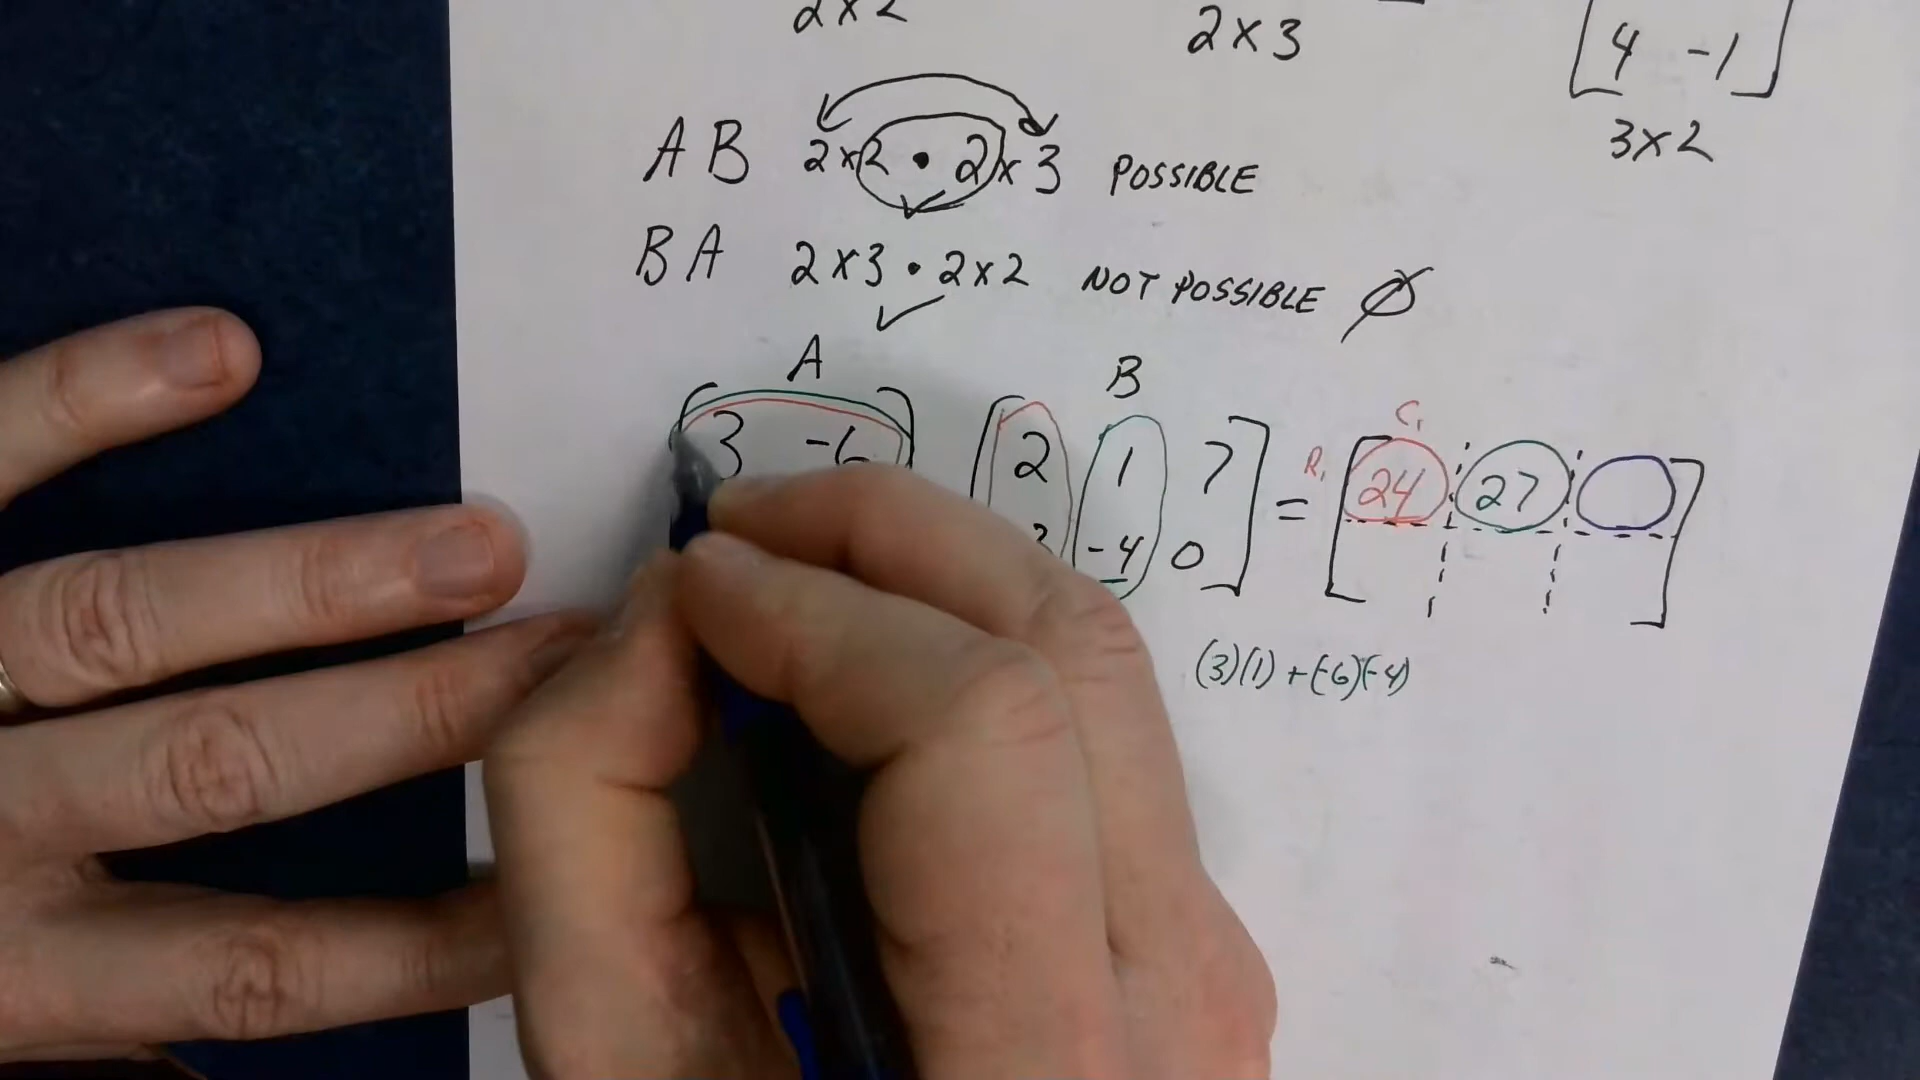 2x2
2x3
4 -1
3x2
AB 2x2 • 2x3 POSSIBLE
BA 2x3 • 2x2 NOT POSSIBLE ∅
A B
C₁
3 -6 2 1 7 = R₁ 24 27
-4 0
(3)(1) + (-6)(-4)